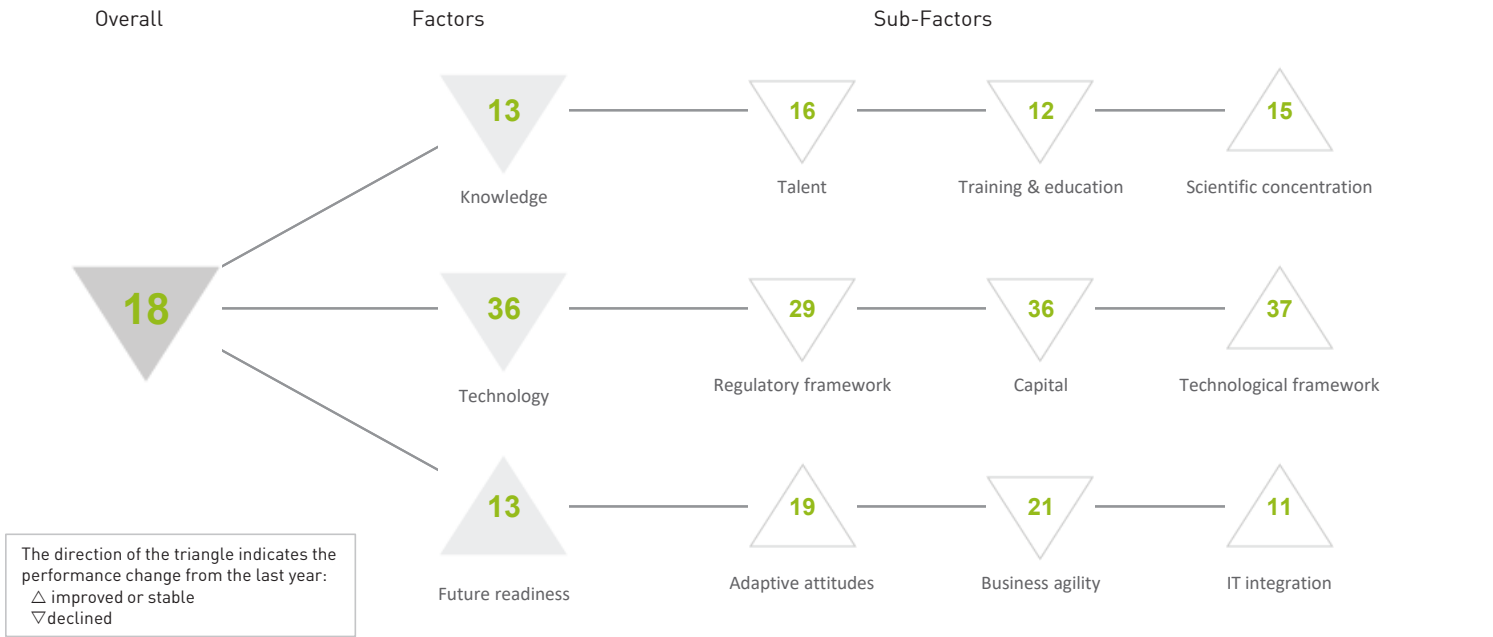 Overall Factors Sub-Factors
13 16 12 15
Knowledge Talent Training & education Scientific concentration
18 36 29 36 37
Technology Regulatory framework Capital Technological framework
13 19 21 11
Future readiness Adaptive attitudes Business agility IT integration
The direction of the triangle indicates the
performance change from the last year:
△ improved or stable
▽declined